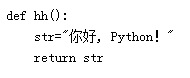 def hh():
    str="你好, Python! "
    return str